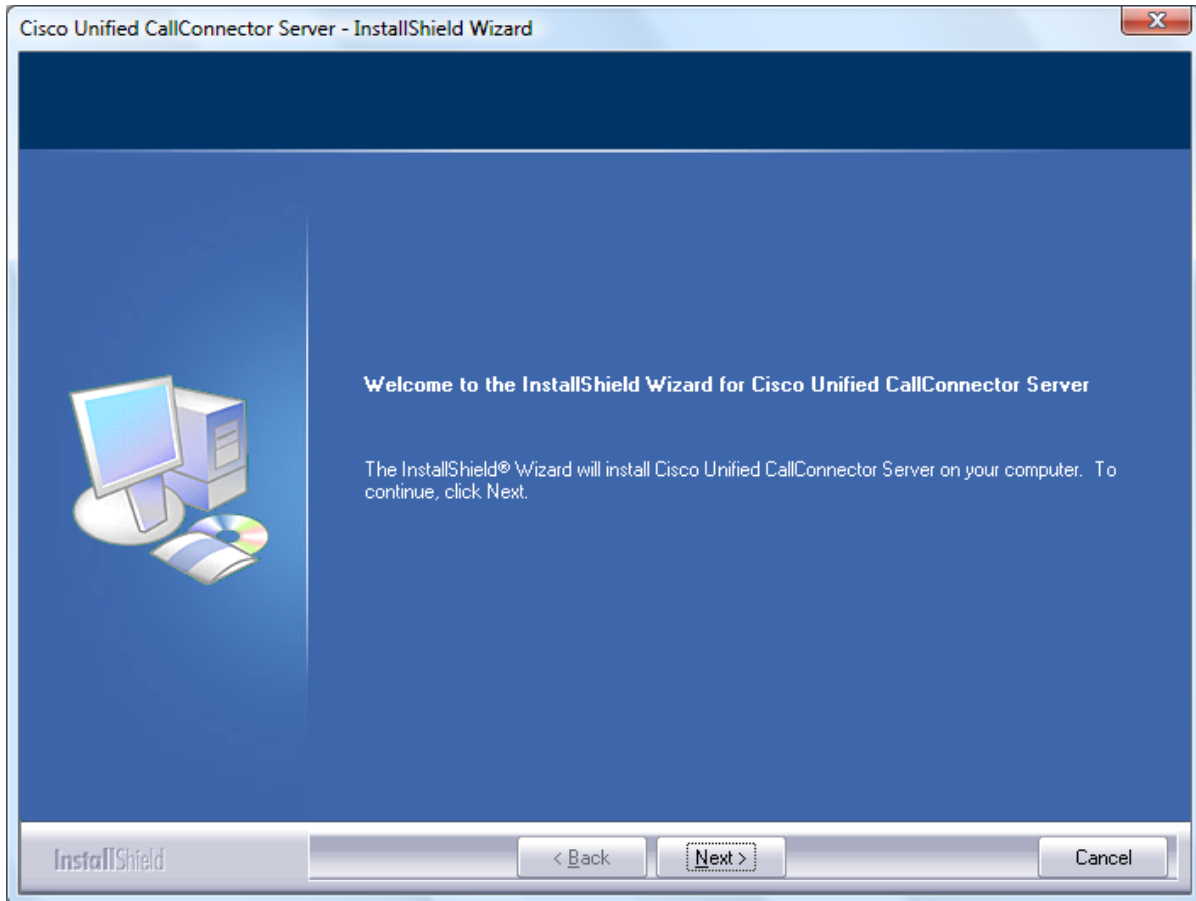 Cisco Unified CallConnector Server - InstallShield Wizard
Welcome to the InstallShield Wizard for Cisco Unified CallConnector Server
The InstallShield® Wizard will install Cisco Unified CallConnector Server on your computer. To
continue, click Next.
InstallShield
< Back
Next >
Cancel